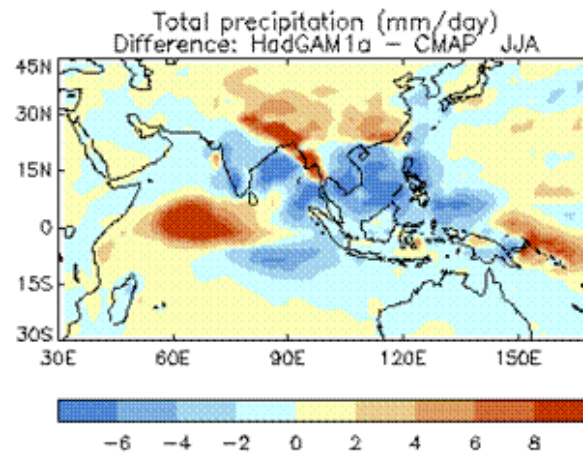 Total precipitation (mm/day)
Difference: HadGAM1a - CMAP JJA
45N
30N
15N
0
15S
30S
30E 60E 90E 120E 150E
-6 -4 -2 0 2 4 6 8